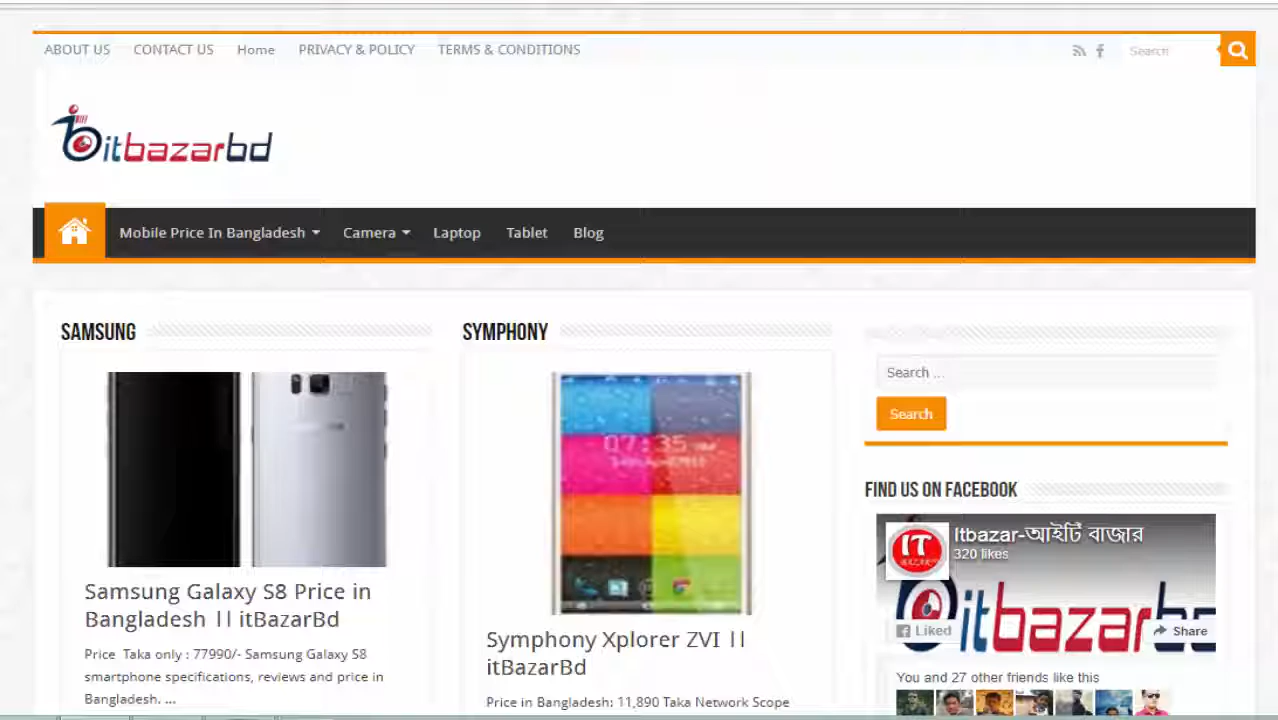 ABOUT US CONTACT US Home PRIVACY & POLICY TERMS & CONDITIONS Search
itbazarbd
Mobile Price In Bangladesh Camera Laptop Tablet Blog
SAMSUNG
Samsung Galaxy S8 Price in
Bangladesh || itBazarBd
Price Taka only : 77990/- Samsung Galaxy S8
smartphone specifications, reviews and price in
Bangladesh. ...
SYMPHONY
07:35
Symphony Xplorer ZVI ||
itBazarBd
Price in Bangladesh: 11,890 Taka Network Scope
Search ...
Search
FIND US ON FACEBOOK
IT
Itbazar-আইটি বাজার
320 likes
itbazarbd
Liked
Share
You and 27 other friends like this